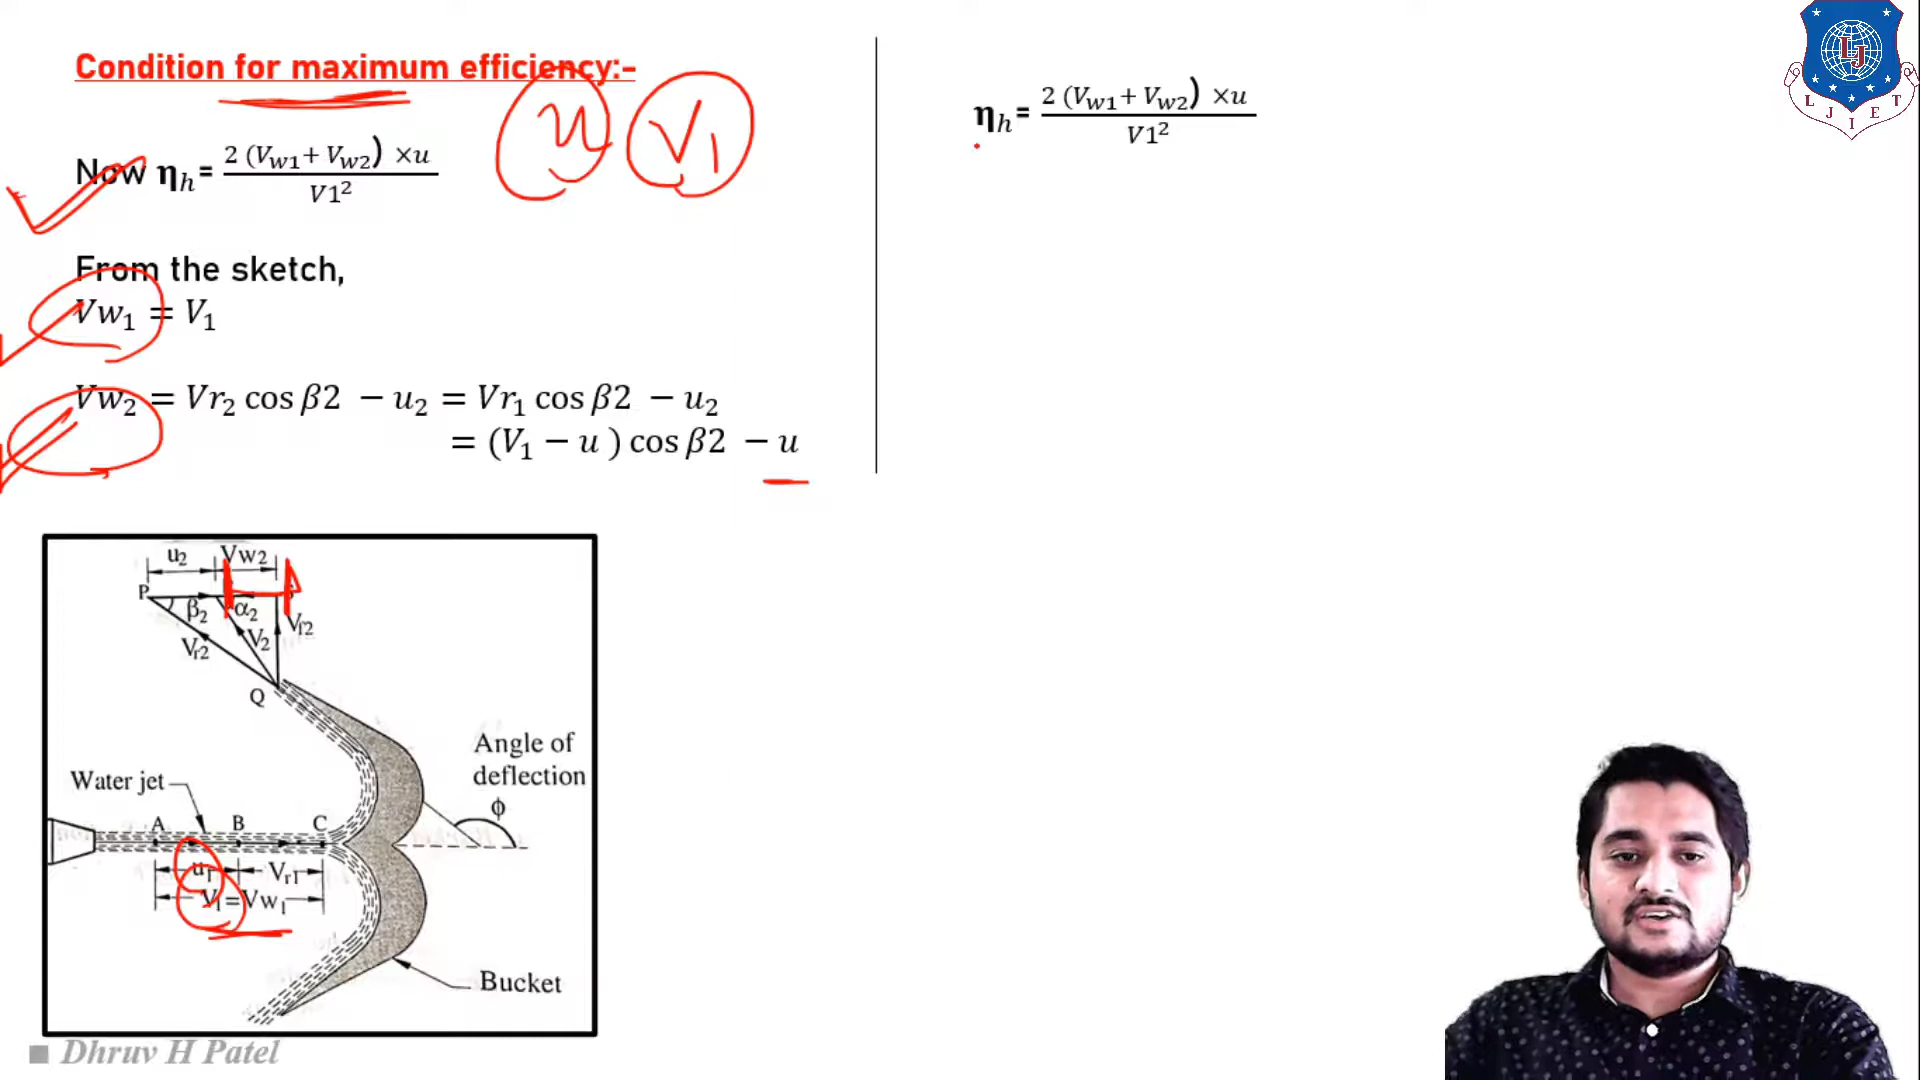 Condition for maximum efficiency:-
u V1
Now ηh = 2 (Vw1 + Vw2) ×u / V1²
From the sketch,
Vw1 = V1
Vw2 = Vr2 cos β2 − u2 = Vr1 cos β2 − u2
= (V1 − u ) cos β2 − u
ηh = 2 (Vw1 + Vw2) ×u / V1²
LJ
L J I E T
u2 Vw2
P
β2 α2
Vr2 V2 Vf2
Q
Angle of
deflection
ϕ
Water jet
A B C
u1 Vr1
V1=Vw1
Bucket
Dhruv H Patel